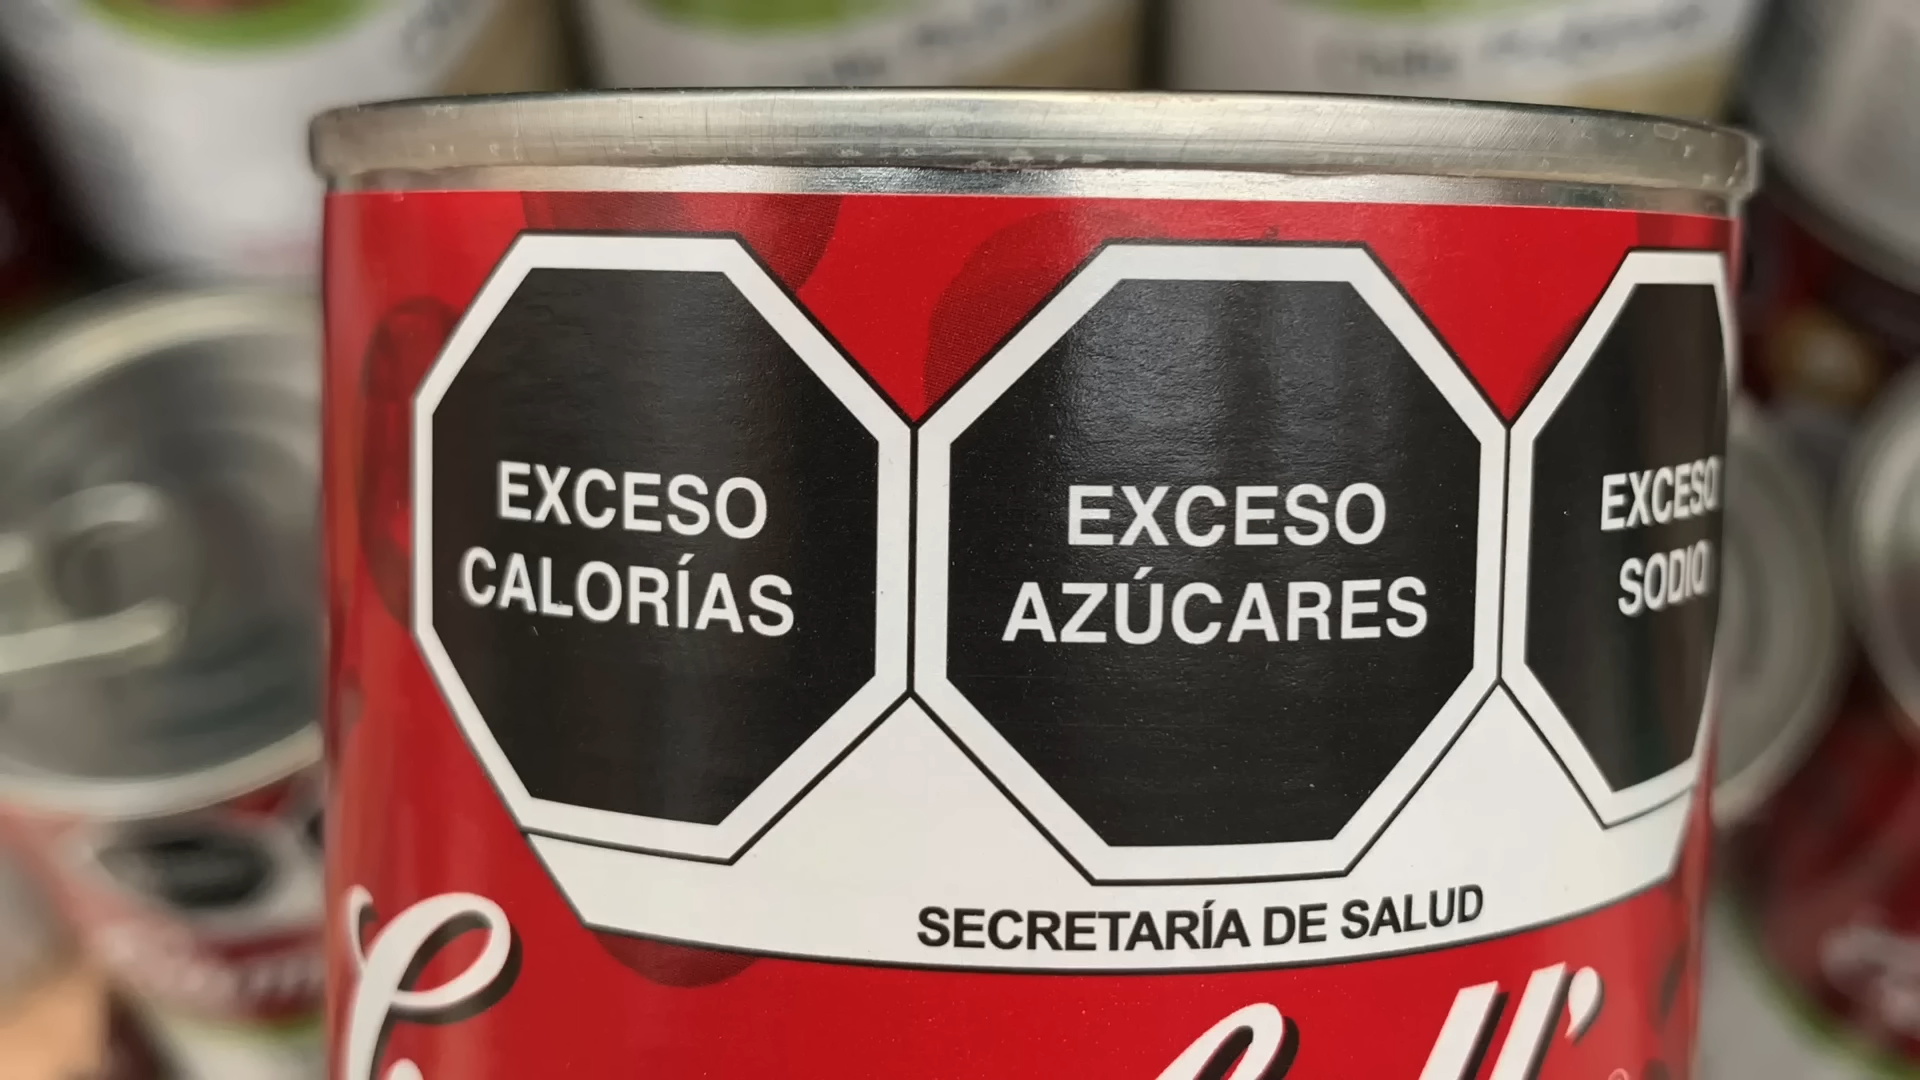 EXCESO
CALORÍAS
EXCESO
AZÚCARES
EXCESO
SODIO
SECRETARÍA DE SALUD